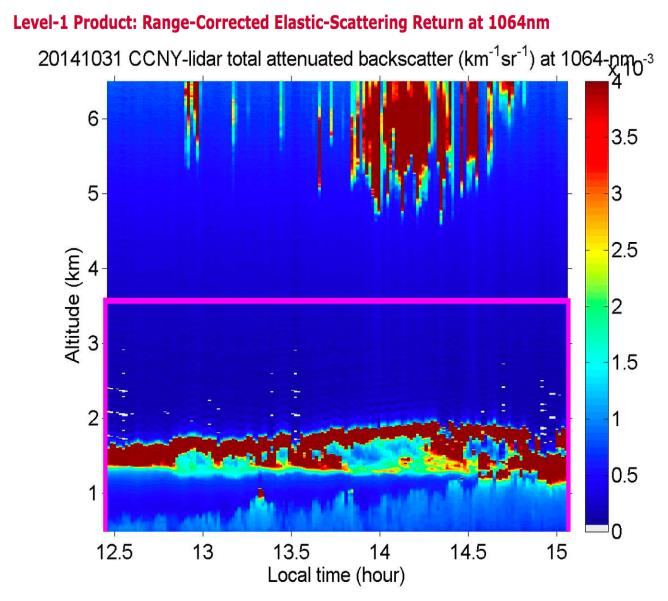 Level-1 Product: Range-Corrected Elastic-Scattering Return at 1064nm
20141031 CCNY-lidar total attenuated backscatter (km⁻¹sr⁻¹) at 1064-nm
x 10⁻³
4
3.5
3
2.5
2
1.5
1
0.5
0
6
5
4
3
2
1
Altitude (km)
12.5 13 13.5 14 14.5 15
Local time (hour)